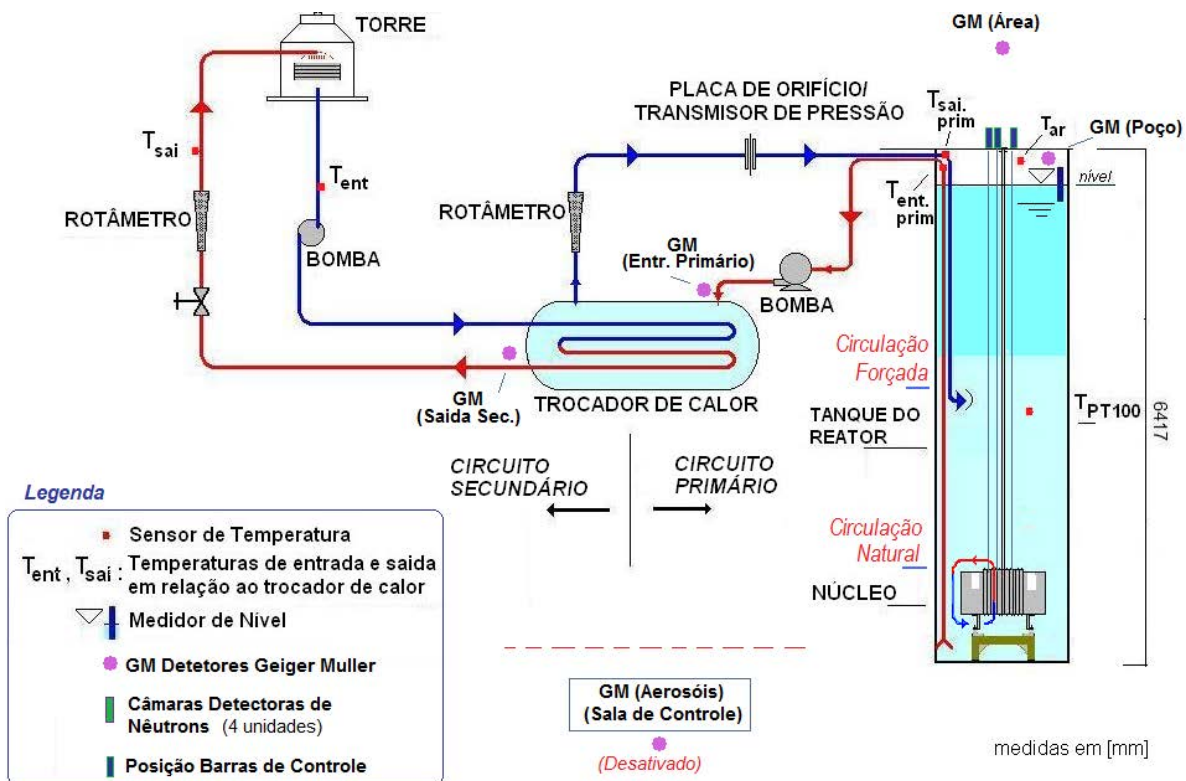 TORRE
GM (Área)
PLACA DE ORIFÍCIO/
TRANSMISOR DE PRESSÃO
Tsai.
prim
Tar
GM (Poço)
Tsai
Tent
nível
Tent.
prim
ROTÂMETRO
ROTÂMETRO
BOMBA
GM
(Entr. Primário)
BOMBA
Circulação
Forçada
GM
(Saida Sec.)
TROCADOR DE CALOR
TANQUE DO
REATOR
TPT100
6417
CIRCUITO
SECUNDÁRIO
CIRCUITO
PRIMÁRIO
Circulação
Natural
NÚCLEO
Legenda
Sensor de Temperatura
Tent , Tsaí : Temperaturas de entrada e saida
em relação ao trocador de calor
Medidor de Nível
GM Detetores Geiger Muller
Câmaras Detectoras de
Nêutrons (4 unidades)
Posição Barras de Controle
GM (Aerosóis)
(Sala de Controle)
(Desativado)
medidas em [mm]